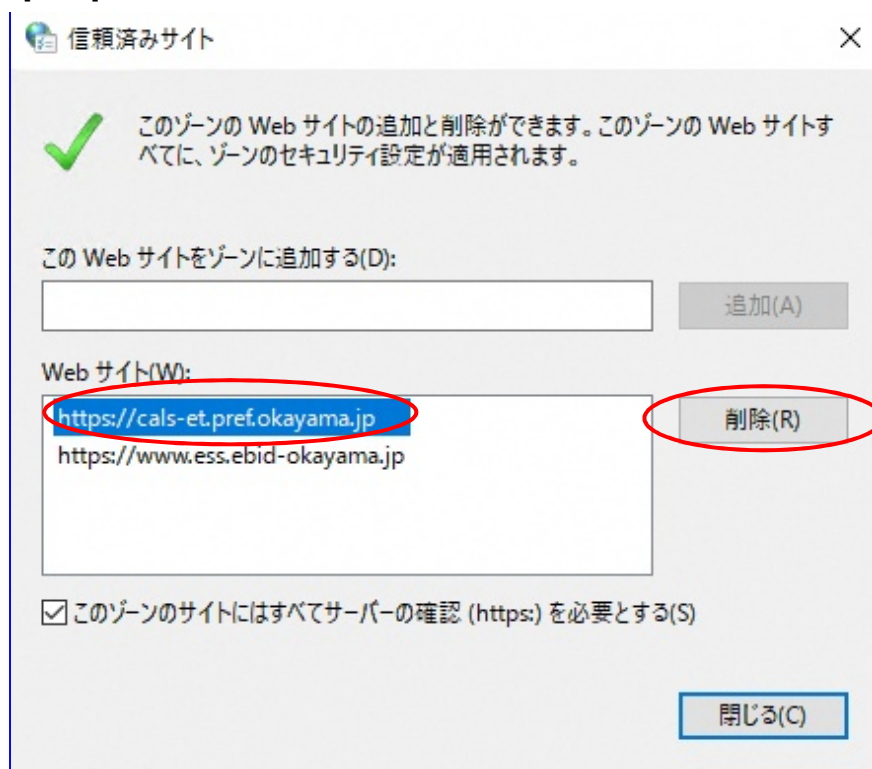 信頼済みサイト
このゾーンの Web サイトの追加と削除ができます。このゾーンの Web サイトす
べてに、ゾーンのセキュリティ設定が適用されます。
この Web サイトをゾーンに追加する(D):
追加(A)
Web サイト(W):
https://cals-et.pref.okayama.jp
削除(R)
https://www.ess.ebid-okayama.jp
このゾーンのサイトにはすべてサーバーの確認 (https:) を必要とする(S)
閉じる(C)